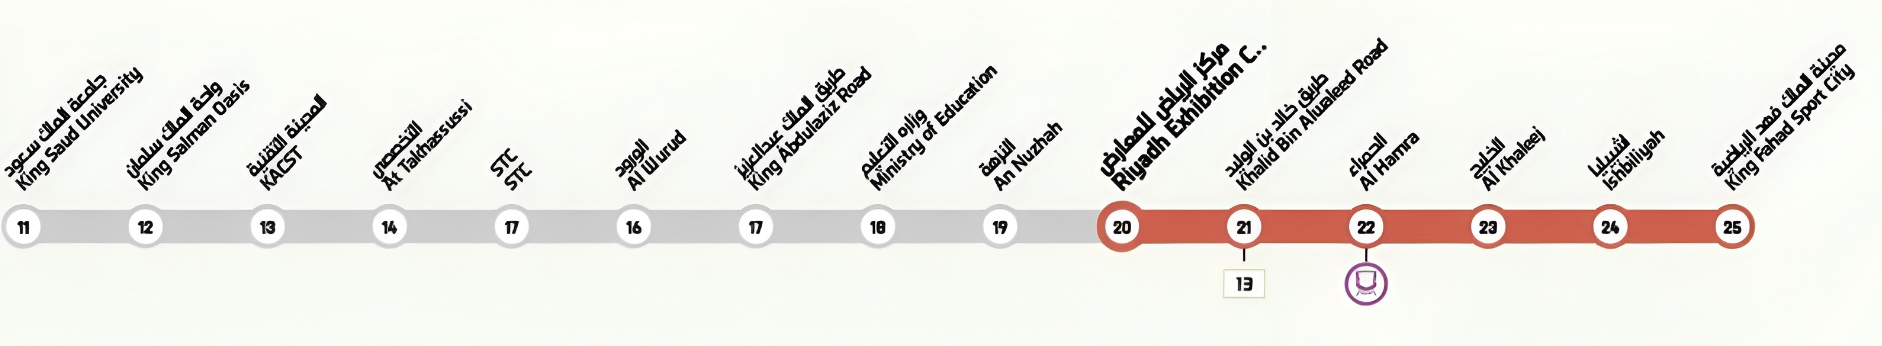 جامعة الملك سعود
King Saud University
واحة الملك سلمان
King Salman Oasis
المدينة التقنية
KACST
التخصصي
At Takhassussi
STC
STC
الورود
Al Wurud
طريق الملك عبدالعزيز
King Abdulaziz Road
وزارة التعليم
Ministry of Education
النزهة
An Nuzhah
مركز الرياض للمعارض
Riyadh Exhibition C..
طريق خالد بن الوليد
Khalid Bin Alwaleed Road
الحمراء
Al Hamra
الخليج
Al Khaleej
اشبيليا
Ishbiliyah
مدينة الملك فهد الرياضية
King Fahad Sport City
11 12 13 14 17 16 17 18 19 20 21 22 23 24 25
13